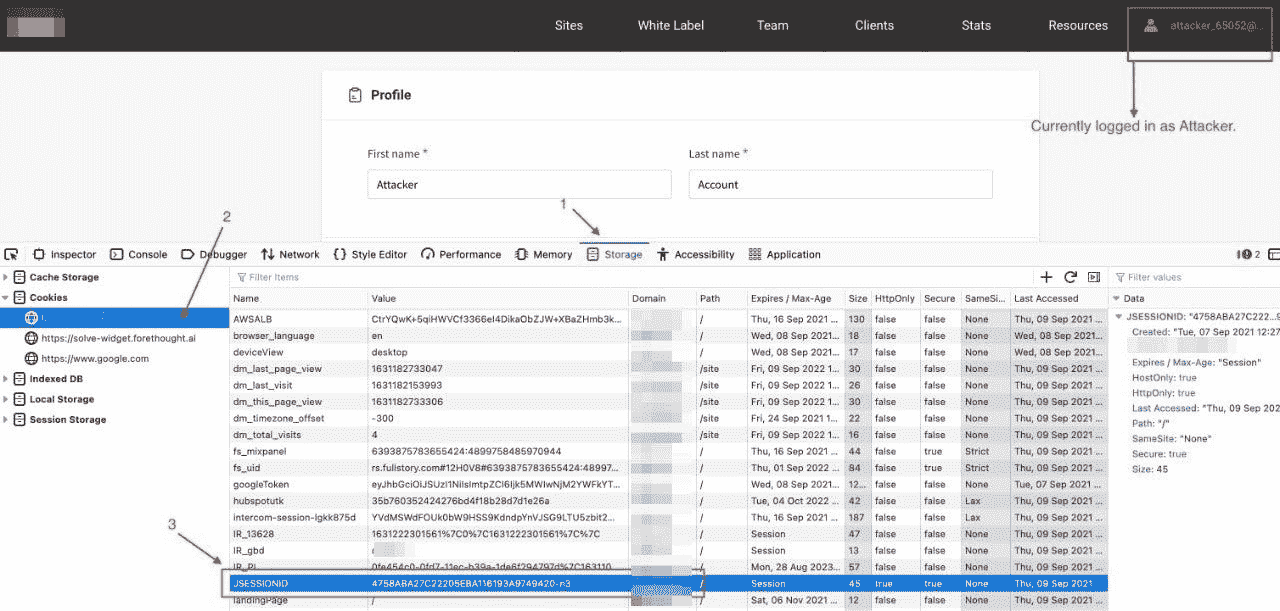 Sites White Label Team Clients Stats Resources attacker_65052@...
Profile
Currently logged in as Attacker.
First name * Last name *
Attacker Account
1
2
Inspector Console Debugger Network Style Editor Performance Memory Storage Accessibility Application 2
Cache Storage
Cookies
https://solve-widget.forethought.ai
https://www.google.com
Indexed DB
Local Storage
Session Storage
Filter Items Filter values
Name Value Domain Path Expires / Max-Age Size HttpOnly Secure SameSi... Last Accessed
AWSALB CtrYQwK+5qiHWVCf3366eI4DikaObZJW+XBaZHmb3k... / Thu, 16 Sep 2021 ... 130 false false None Thu, 09 Sep 2021 ...
browser_language en / Wed, 08 Sep 2021 ... 18 false false None Wed, 08 Sep 2021 ...
deviceView desktop / Wed, 08 Sep 2021 ... 17 false false None Wed, 08 Sep 2021 ...
dm_last_page_view 1631182733047 /site Fri, 09 Sep 2022 1... 30 false false None Thu, 09 Sep 2021 ...
dm_last_visit 1631182153993 /site Fri, 09 Sep 2022 1... 26 false false None Thu, 09 Sep 2021 ...
dm_this_page_view 1631182733306 /site Fri, 09 Sep 2022 1... 30 false false None Thu, 09 Sep 2021 ...
dm_timezone_offset -300 /site Fri, 24 Sep 2021 1... 22 false false None Thu, 09 Sep 2021 ...
dm_total_visits 4 /site Fri, 09 Sep 2022 1... 16 false false None Thu, 09 Sep 2021 ...
fs_mixpanel 6393875783655424:4899758485970944 / Thu, 16 Sep 2021 ... 44 false true Strict Thu, 09 Sep 2021 ...
fs_uid rs.fullstory.com#12H0V8#6393875783655424:48997... / Thu, 01 Sep 2022 ... 84 false true Strict Thu, 09 Sep 2021 ...
googleToken / Wed, 08 Sep 2021 ... 12... false false None Tue, 07 Sep 2021 ...
hubspotutk 35b760352424276bd4f18b28d7d1e26a / Tue, 04 Oct 2022 ... 42 false false Lax Thu, 09 Sep 2021 ...
intercom-session-lgkk875d YVdMSWdFOUk0bW9HSS9KdndpYnVJSG9LTU5zbit2... / Thu, 16 Sep 2021 ... 187 false false Lax Thu, 09 Sep 2021 ...
IR_13628 1631222301561%7C0%7C1631222301561%7C%7C / Session 47 false false None Thu, 09 Sep 2021 ...
IR_gbd / Session 13 false false None Thu, 09 Sep 2021 ...
IR_PI / Mon, 28 Aug 2023... 57 false false None Thu, 09 Sep 2021 ...
3
JSESSIONID / Session 45 true true None Thu, 09 Sep 2021 ...
landingPage / / Sat, 06 Nov 2021 ... 12 false false None Thu, 09 Sep 2021 ...
Data
JSESSIONID: "4758ABA27C222...9
Created: "Tue, 07 Sep 2021 12:27
Expires / Max-Age: "Session"
HostOnly: true
HttpOnly: true
Last Accessed: "Thu, 09 Sep 202
Path: "/"
SameSite: "None"
Secure: true
Size: 45